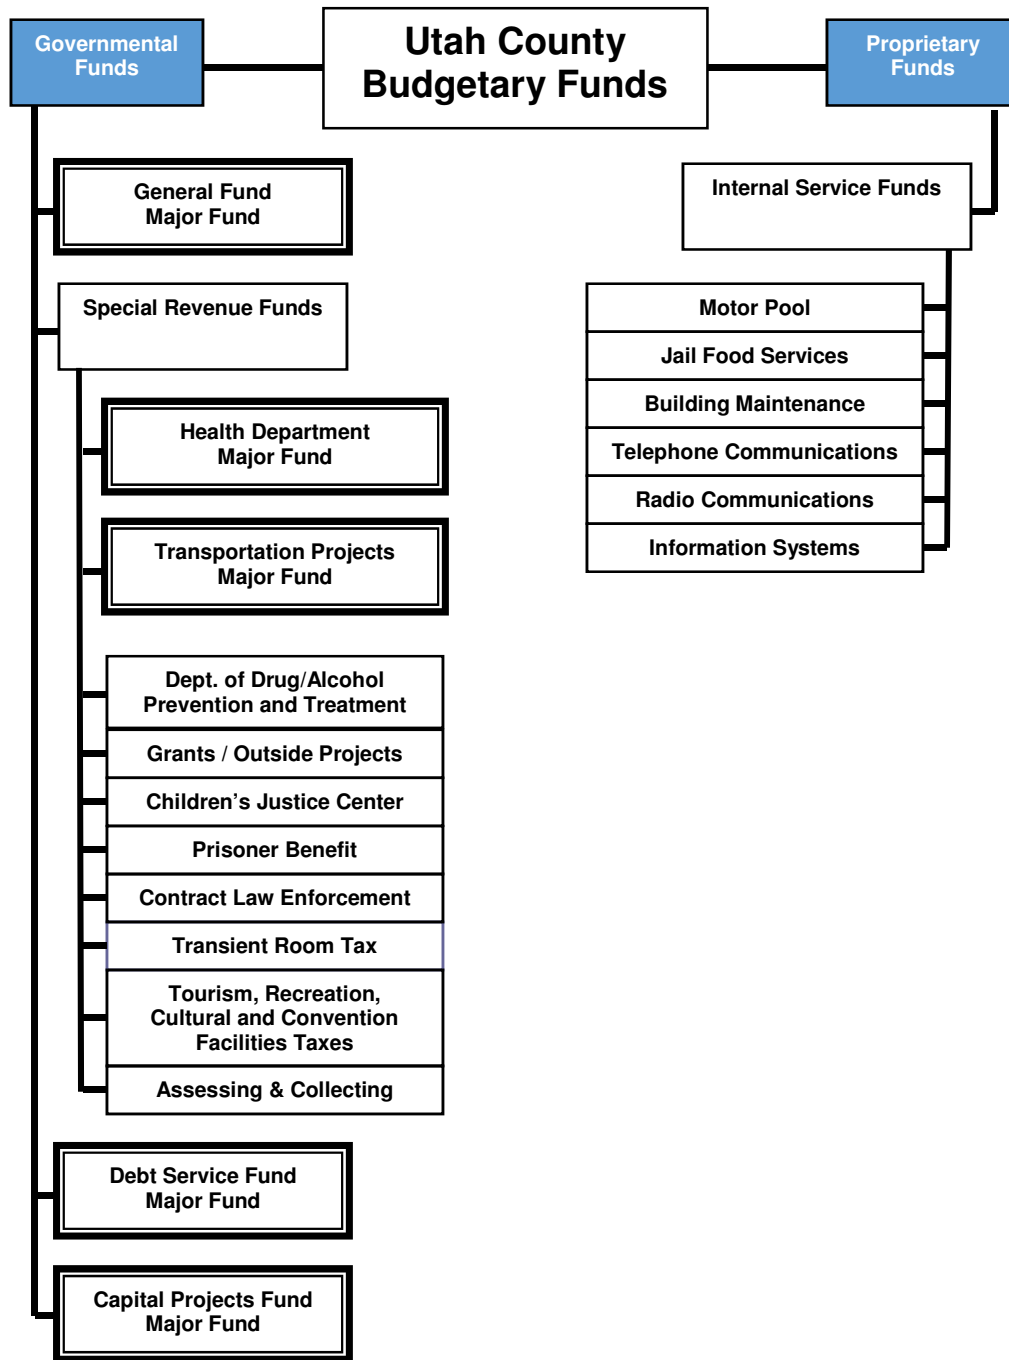 Governmental
Funds
Utah County
Budgetary Funds
Proprietary
Funds
General Fund
Major Fund
Special Revenue Funds
Health Department
Major Fund
Transportation Projects
Major Fund
Dept. of Drug/Alcohol
Prevention and Treatment
Grants / Outside Projects
Children’s Justice Center
Prisoner Benefit
Contract Law Enforcement
Transient Room Tax
Tourism, Recreation,
Cultural and Convention
Facilities Taxes
Assessing & Collecting
Debt Service Fund
Major Fund
Capital Projects Fund
Major Fund
Internal Service Funds
Motor Pool
Jail Food Services
Building Maintenance
Telephone Communications
Radio Communications
Information Systems